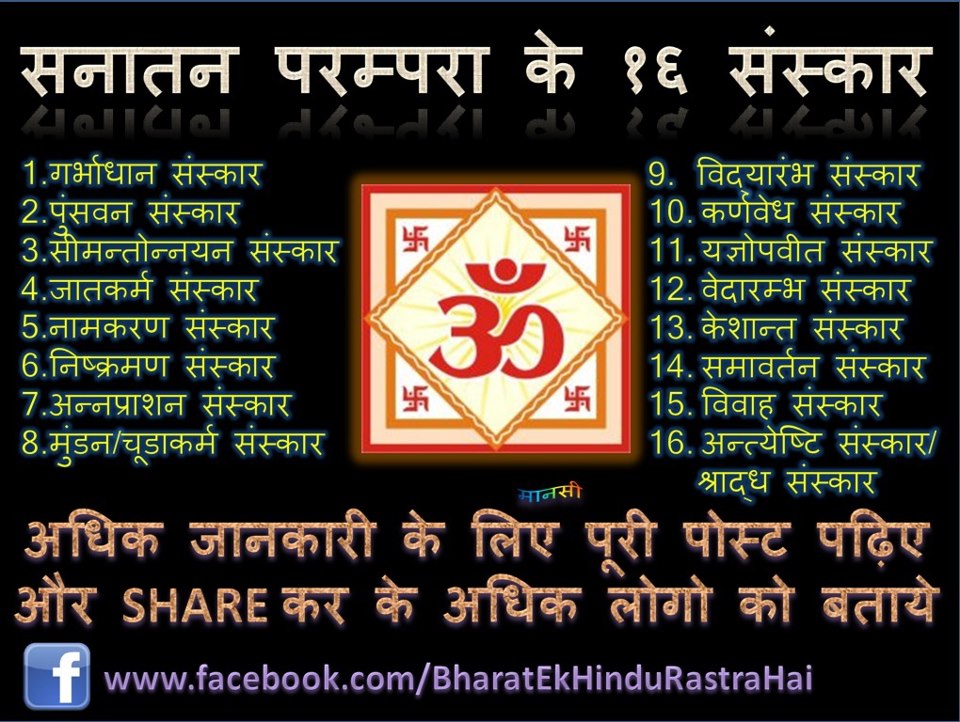 सनातन परम्परा के १६ संस्कार
1.गर्भाधान संस्कार
2.पुंसवन संस्कार
3.सीमन्तोन्नयन संस्कार
4.जातकर्म संस्कार
5.नामकरण संस्कार
6.निष्क्रमण संस्कार
7.अन्नप्राशन संस्कार
8.मुंडन/चूडाकर्म संस्कार
9. विद्यारंभ संस्कार
10. कर्णवेध संस्कार
11. यज्ञोपवीत संस्कार
12. वेदारम्भ संस्कार
13. केशान्त संस्कार
14. समावर्तन संस्कार
15. विवाह संस्कार
16. अन्त्येष्टि संस्कार/
श्राद्ध संस्कार
ॐ
मानसी
अधिक जानकारी के लिए पूरी पोस्ट पढ़िए
और SHARE कर के अधिक लोगो को बताये
f www.facebook.com/BharatEkHinduRastraHai